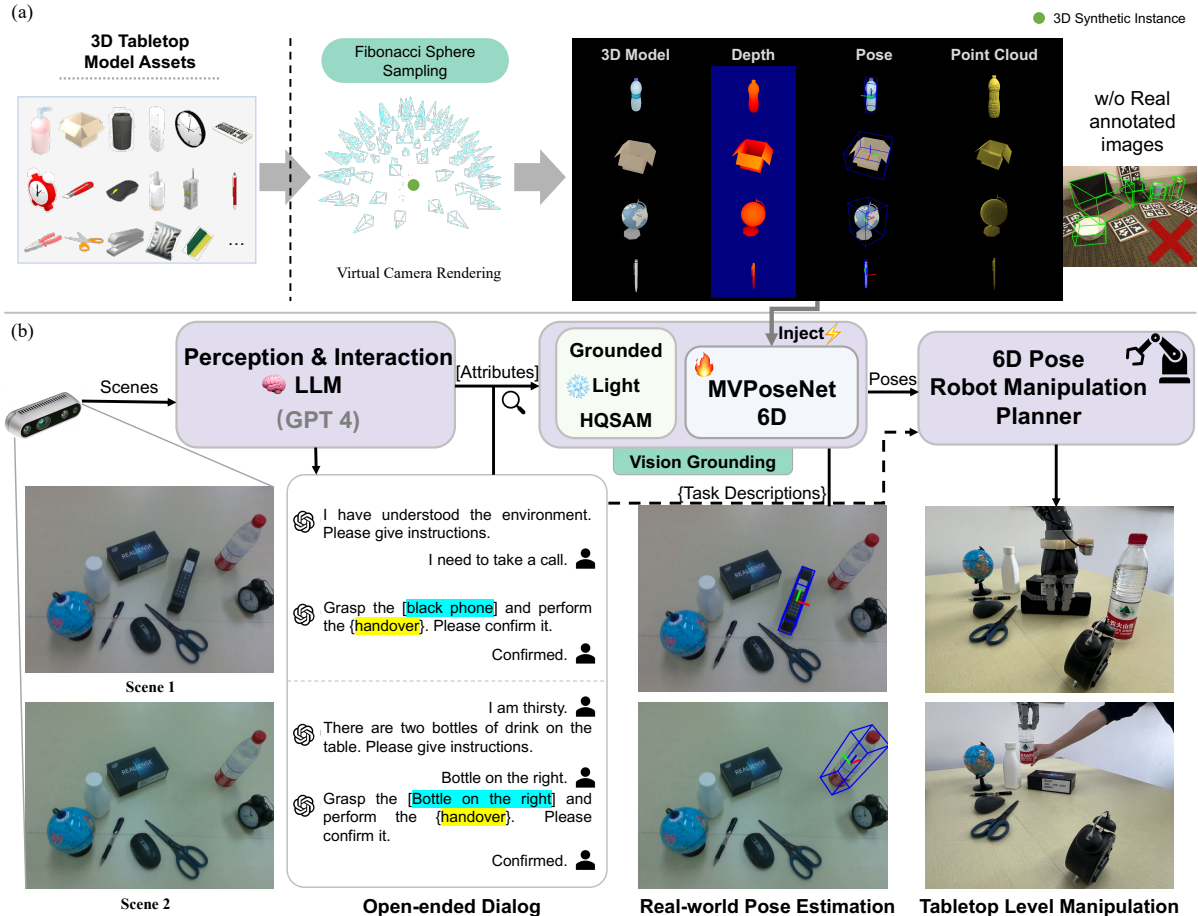 (a)
3D Synthetic Instance
3D Tabletop
Model Assets
...
Fibonacci Sphere
Sampling
Virtual Camera Rendering
3D Model
Depth
Pose
Point Cloud
w/o Real
annotated
images
(b)
Scenes
Perception & Interaction
LLM
(GPT 4)
[Attributes]
Grounded
Light
HQSAM
Inject
MVPoseNet
6D
Vision Grounding
Poses
6D Pose
Robot Manipulation
Planner
{Task Descriptions}
I have understood the environment.
Please give instructions.
I need to take a call.
Grasp the [black phone] and perform
the {handover}. Please confirm it.
Confirmed.
I am thirsty.
There are two bottles of drink on the
table. Please give instructions.
Bottle on the right.
Grasp the [Bottle on the right] and
perform the {handover}. Please
confirm it.
Confirmed.
REALSENSE
Scene 1
REALSENSE
Scene 2
REALSENSE
REALSENSE
Open-ended Dialog
Real-world Pose Estimation
Tabletop Level Manipulation